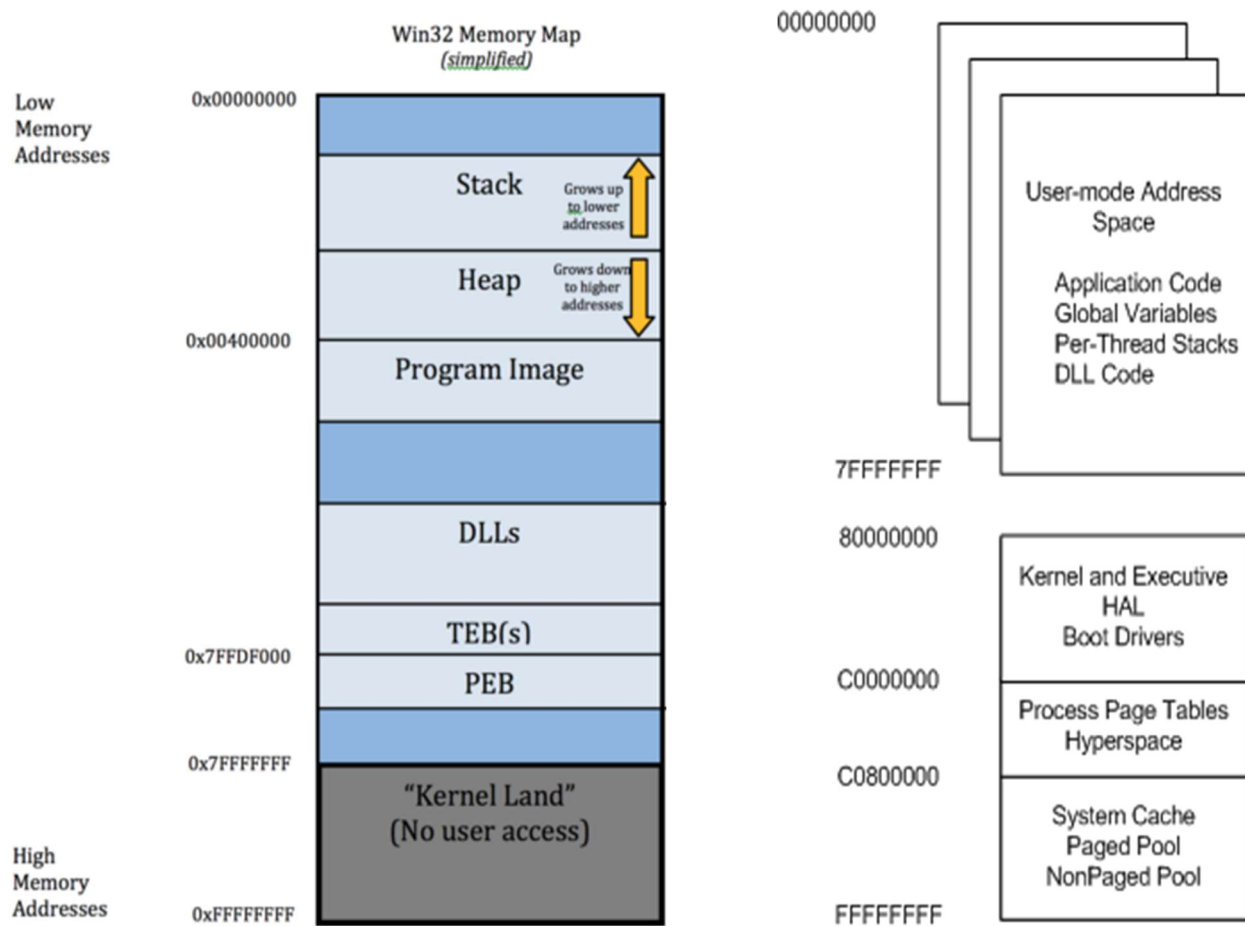 Win32 Memory Map
(simplified)
Low
Memory
Addresses
0x00000000
Stack
Grows up
to lower
addresses
Heap
Grows down
to higher
addresses
0x00400000
Program Image
DLLs
TEB(s)
0x7FFDF000
PEB
0x7FFFFFFF
"Kernel Land"
(No user access)
High
Memory
Addresses
0xFFFFFFFF
00000000
User-mode Address
Space
Application Code
Global Variables
Per-Thread Stacks
DLL Code
7FFFFFFF
80000000
Kernel and Executive
HAL
Boot Drivers
C0000000
Process Page Tables
Hyperspace
C0800000
System Cache
Paged Pool
NonPaged Pool
FFFFFFFF